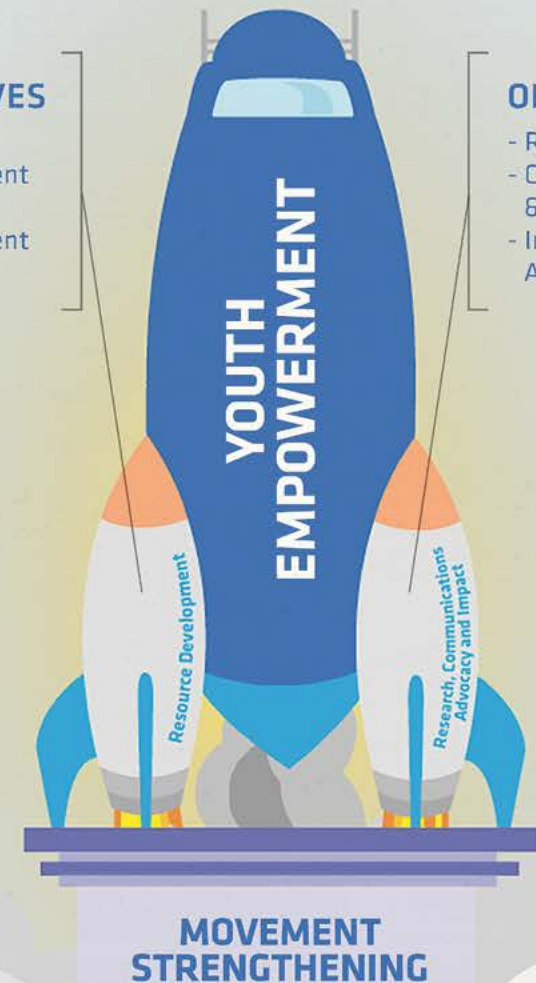 YOUTH
EMPOWERMENT
Resource Development
Research, Communications
Advocacy and Impact
MOVEMENT
STRENGTHENING